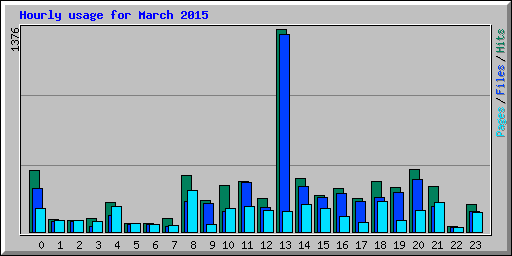 Hourly usage for March 2015
1376
Pages/Files/Hits
0 1 2 3 4 5 6 7 8 9 10 11 12 13 14 15 16 17 18 19 20 21 22 23